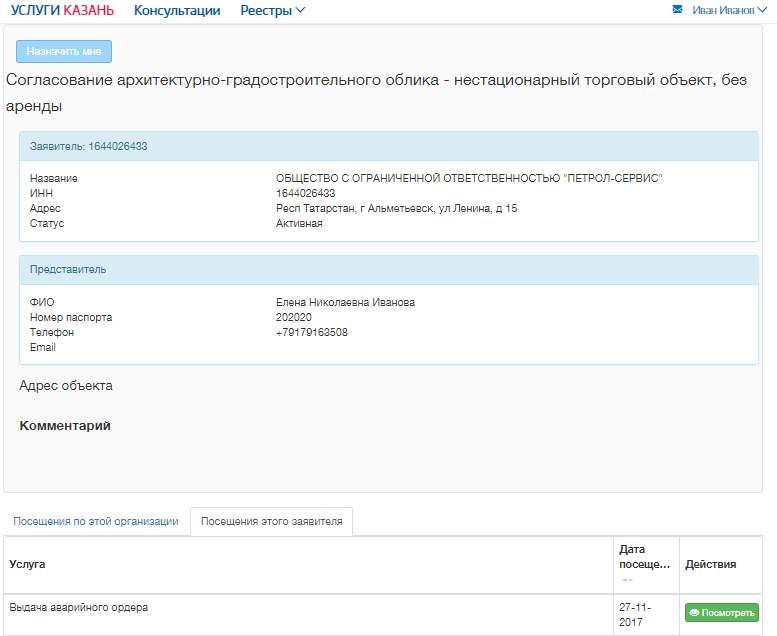 УСЛУГИ КАЗАНЬ Консультации Реестры Иван Иванов
Назначить мне
Согласование архитектурно-градостроительного облика - нестационарный торговый объект, без
аренды
Заявитель: 1644026433
Название ОБЩЕСТВО С ОГРАНИЧЕННОЙ ОТВЕТСТВЕННОСТЬЮ "ПЕТРОЛ-СЕРВИС"
ИНН 1644026433
Адрес Респ Татарстан, г Альметьевск, ул Ленина, д 15
Статус Активная
Представитель
ФИО Елена Николаевна Иванова
Номер паспорта 202020
Телефон +79179163508
Email
Адрес объекта
Комментарий
Посещения по этой организации Посещения этого заявителя
Услуга Дата посеще... Действия
Выдача аварийного ордера 27-11-2017 Посмотреть